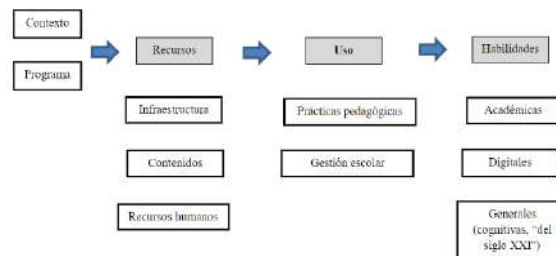 Contexto
Programa
Recursos
Infraestructura
Contenidos
Recursos humanos
Uso
Prácticas pedagógicas
Gestión escolar
Habilidades
Académicas
Digitales
Generales
(cognitivas, "del
siglo XXI")